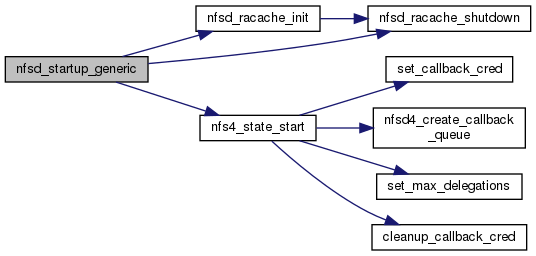 nfsd_racache_init
nfsd_racache_shutdown
nfsd_startup_generic
set_callback_cred
nfsd4_create_callback
_queue
nfs4_state_start
set_max_delegations
cleanup_callback_cred